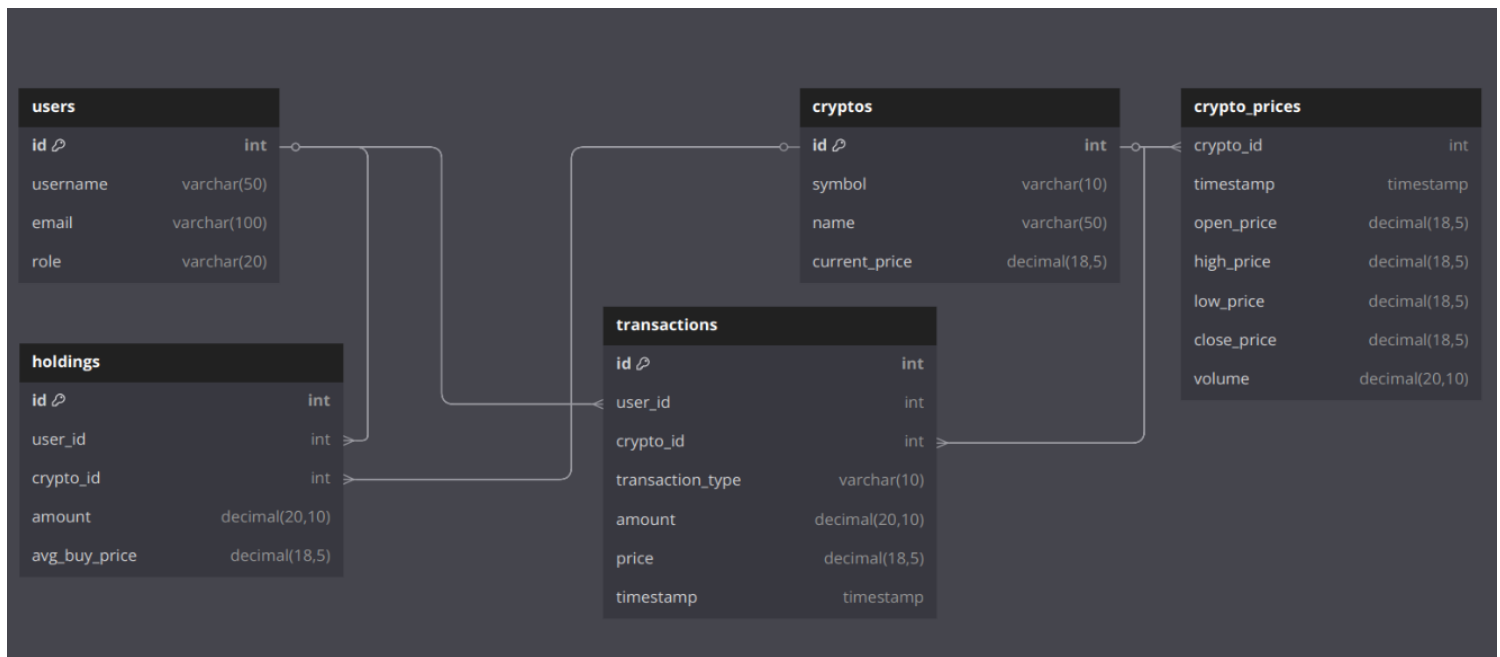 users
id int
username varchar(50)
email varchar(100)
role varchar(20)
holdings
id int
user_id int
crypto_id int
amount decimal(20,10)
avg_buy_price decimal(18,5)
transactions
id int
user_id int
crypto_id int
transaction_type varchar(10)
amount decimal(20,10)
price decimal(18,5)
timestamp timestamp
cryptos
id int
symbol varchar(10)
name varchar(50)
current_price decimal(18,5)
crypto_prices
crypto_id int
timestamp timestamp
open_price decimal(18,5)
high_price decimal(18,5)
low_price decimal(18,5)
close_price decimal(18,5)
volume decimal(20,10)